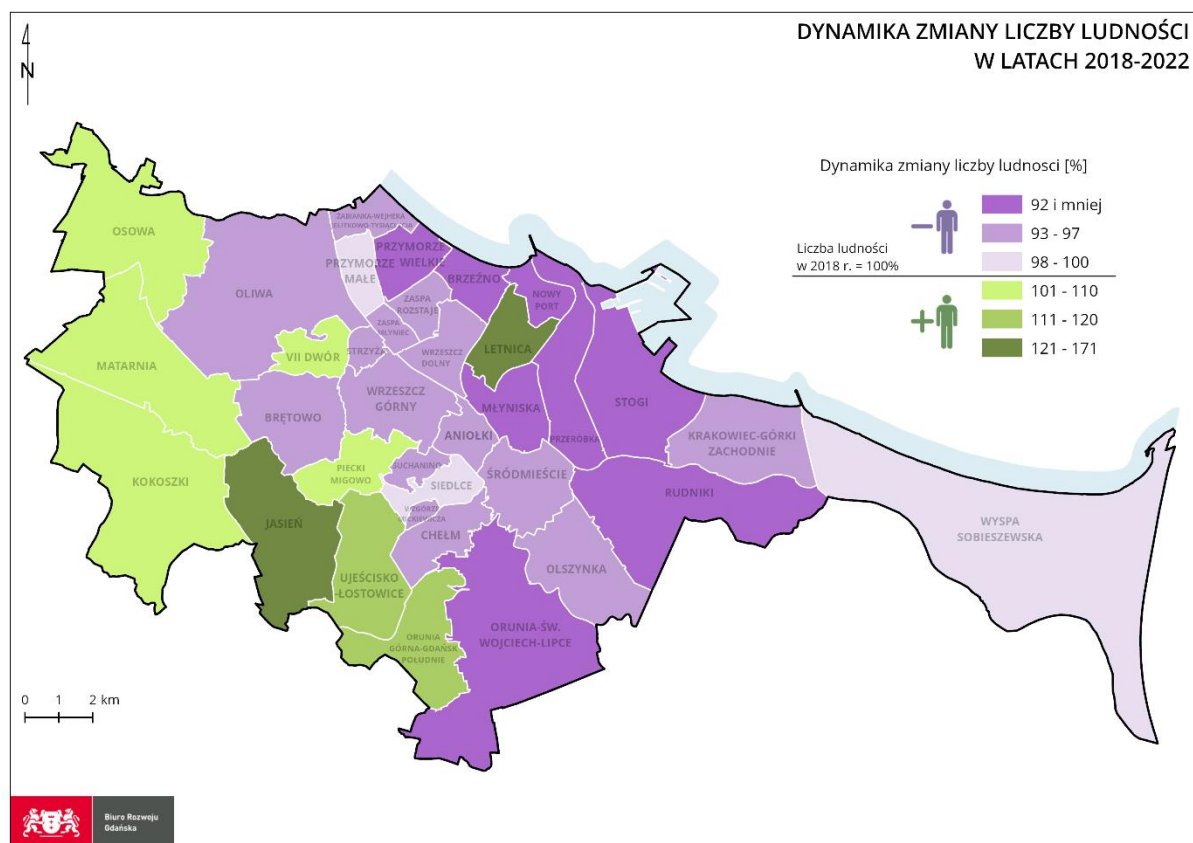 DYNAMIKA ZMIANY LICZBY LUDNOŚCI
W LATACH 2018-2022
N
Dynamika zmiany liczby ludnosci [%]
92 i mniej
93 - 97
98 - 100
Liczba ludności
w 2018 r. = 100%
101 - 110
111 - 120
121 - 171
OSOWA
OLIWA
ŻABIANKA-WEJHERA
JELITKOWO-TYSIĄCLECIA
PRZYMORZE
WIELKIE
PRZYMORZE
MAŁE
BRZEŹNO
NOWY
PORT
ZASPA
ROZSTAJE
ZASPA
MŁYNIEC
LETNICA
MATARNIA
VII DWÓR
STRZYŻA
WRZESZCZ
DOLNY
WRZESZCZ
GÓRNY
MŁYNISKA
STOGI
BRĘTOWO
ANIOŁKI
PRZERÓBKA
KRAKOWIEC-GÓRKI
ZACHODNIE
KOKOSZKI
PIECKI
MIGOWO
SUCHANINO
SIEDLCE
ŚRÓDMIEŚCIE
RUDNIKI
WZGÓRZE
MICKIEWICZA
JASIEŃ
CHEŁM
WYSPA
SOBIESZEWSKA
UJEŚCISKO
-ŁOSTOWICE
OLSZYNKA
ORUNIA-ŚW.
WOJCIECH-LIPCE
ORUNIA
GÓRNA-GDAŃSK
POŁUDNIE
0 1 2 km
Biuro Rozwoju
Gdańska